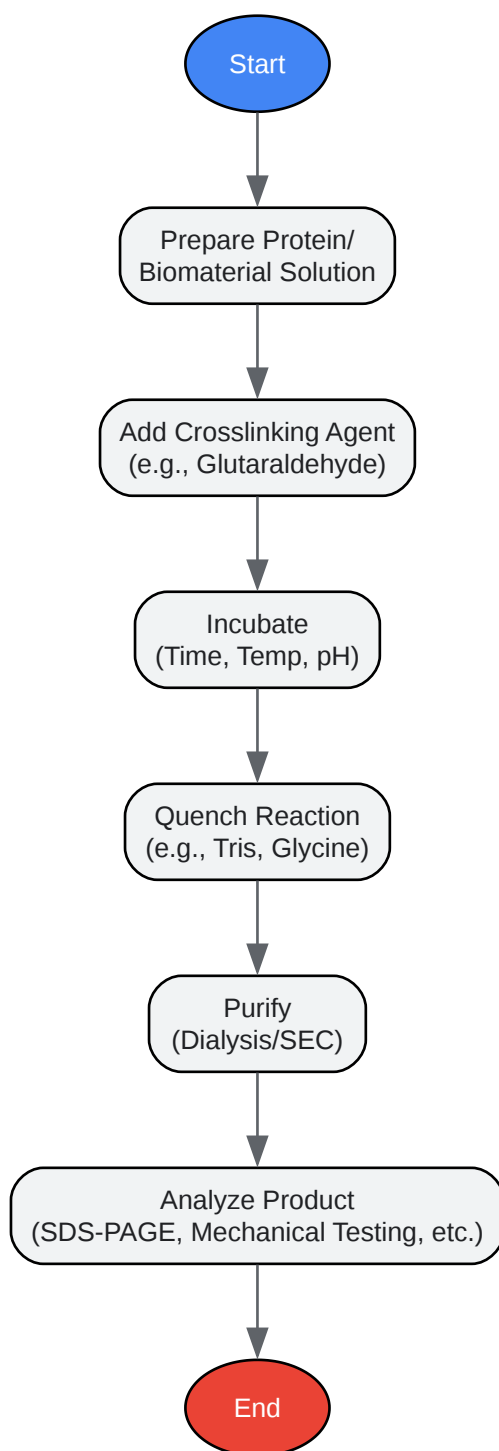 Start
Prepare Protein/
Biomaterial Solution
Add Crosslinking Agent
(e.g., Glutaraldehyde)
Incubate
(Time, Temp, pH)
Quench Reaction
(e.g., Tris, Glycine)
Purify
(Dialysis/SEC)
Analyze Product
(SDS-PAGE, Mechanical Testing, etc.)
End